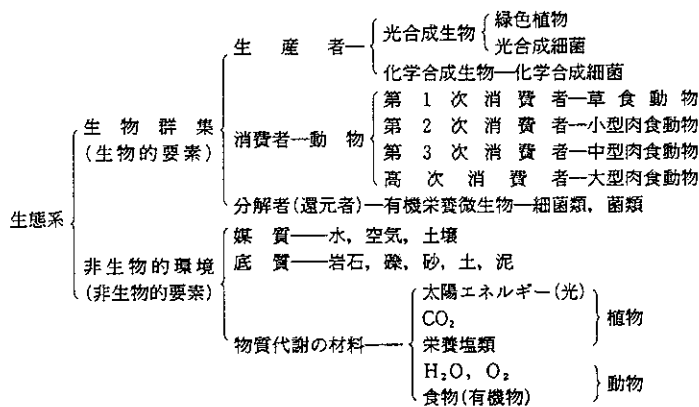 緑色植物
光合成生物
光合成細菌
生産者
化学合成生物—化学合成細菌
第1次消費者—草食動物
生物群集
第2次消費者—小型肉食動物
(生物的要素)
消費者—動物
第3次消費者—中型肉食動物
高次消費者—大型肉食動物
生態系
分解者(還元者)—有機栄養微生物—細菌類,菌類
媒質——水,空気,土壌
非生物的環境
底質——岩石,礫,砂,土,泥
(非生物的要素)
太陽エネルギー(光)
CO₂
植物
物質代謝の材料——
栄養塩類
H₂O, O₂
動物
食物(有機物)